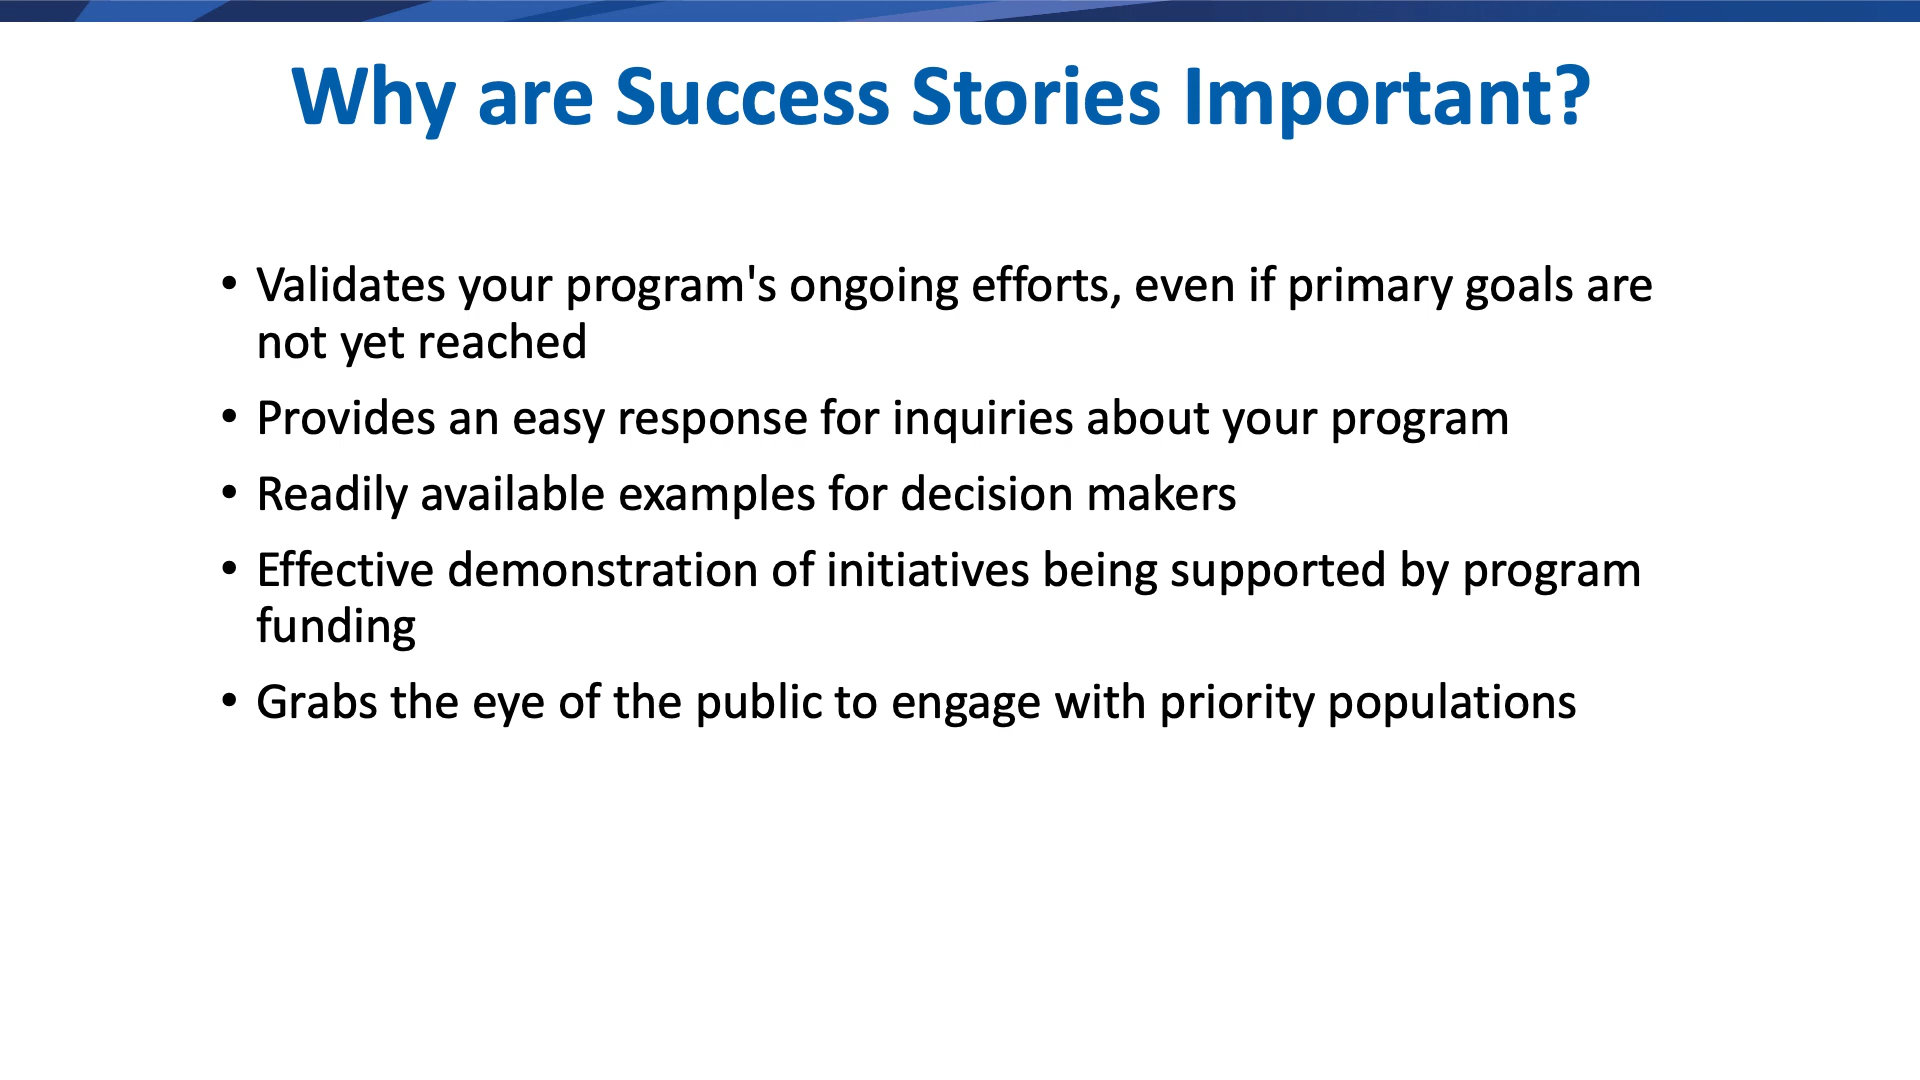 Why are Success Stories Important?
• Validates your program's ongoing efforts, even if primary goals are
not yet reached
• Provides an easy response for inquiries about your program
• Readily available examples for decision makers
• Effective demonstration of initiatives being supported by program
funding
• Grabs the eye of the public to engage with priority populations